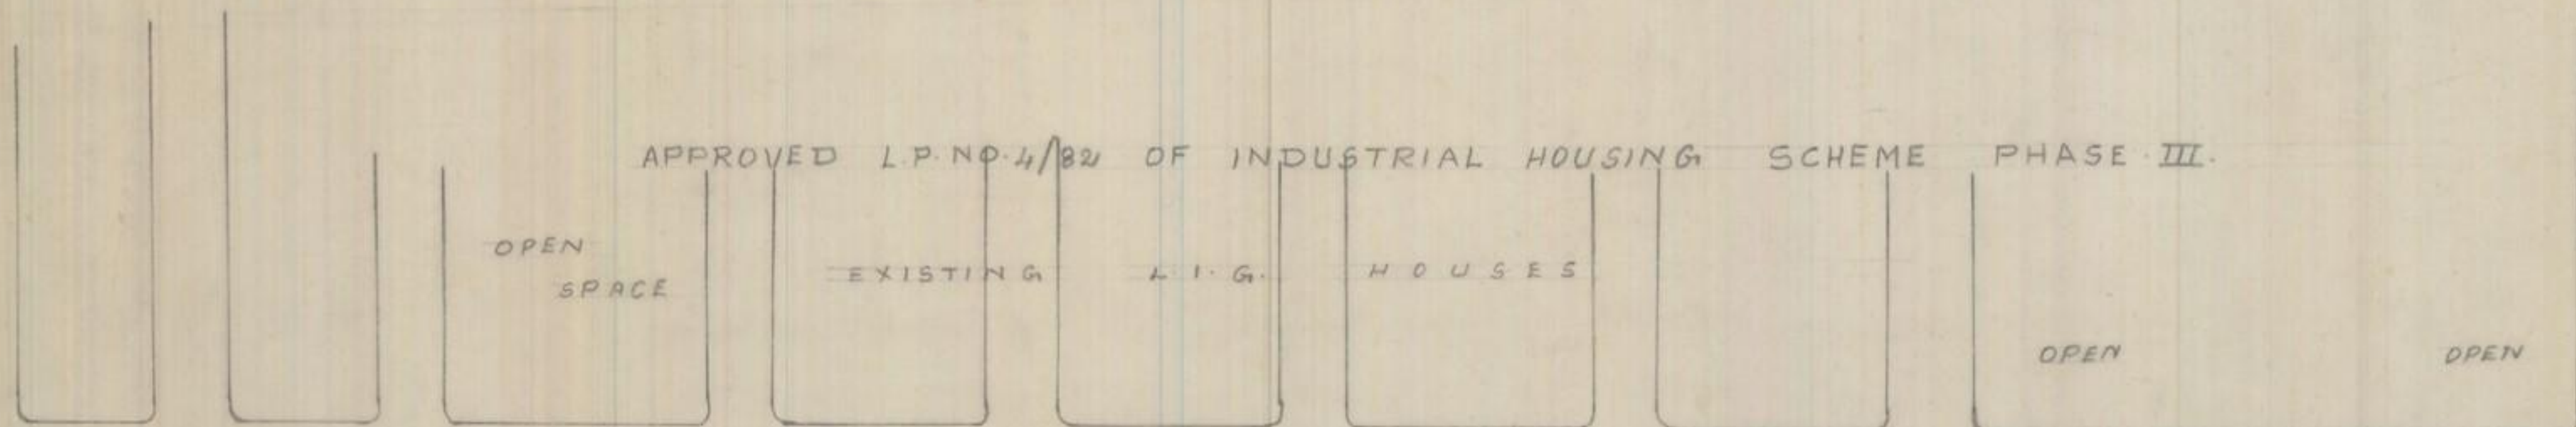 APPROVED L.P. NO. 4/82 OF INDUSTRIAL HOUSING SCHEME PHASE III.
OPEN
SPACE
EXISTING L.I.G. HOUSES
OPEN
OPEN